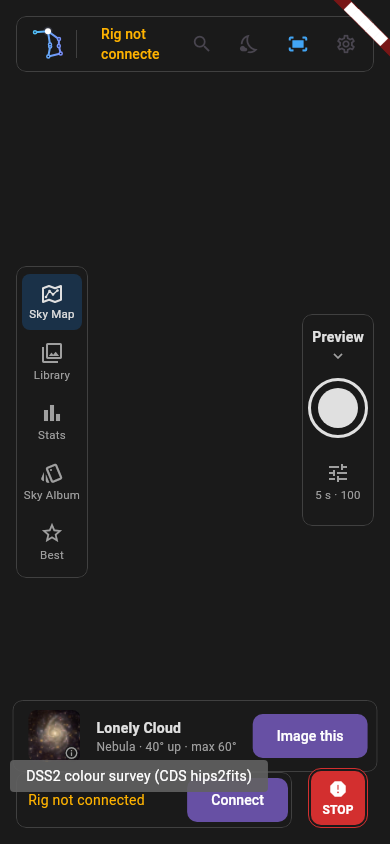 Rig not
connecte
Sky Map
Library
Stats
Sky Album
Best
Preview
5 s · 100
Lonely Cloud
Nebula · 40° up · max 60°
Image this
DSS2 colour survey (CDS hips2fits)
Rig not connected
Connect
STOP